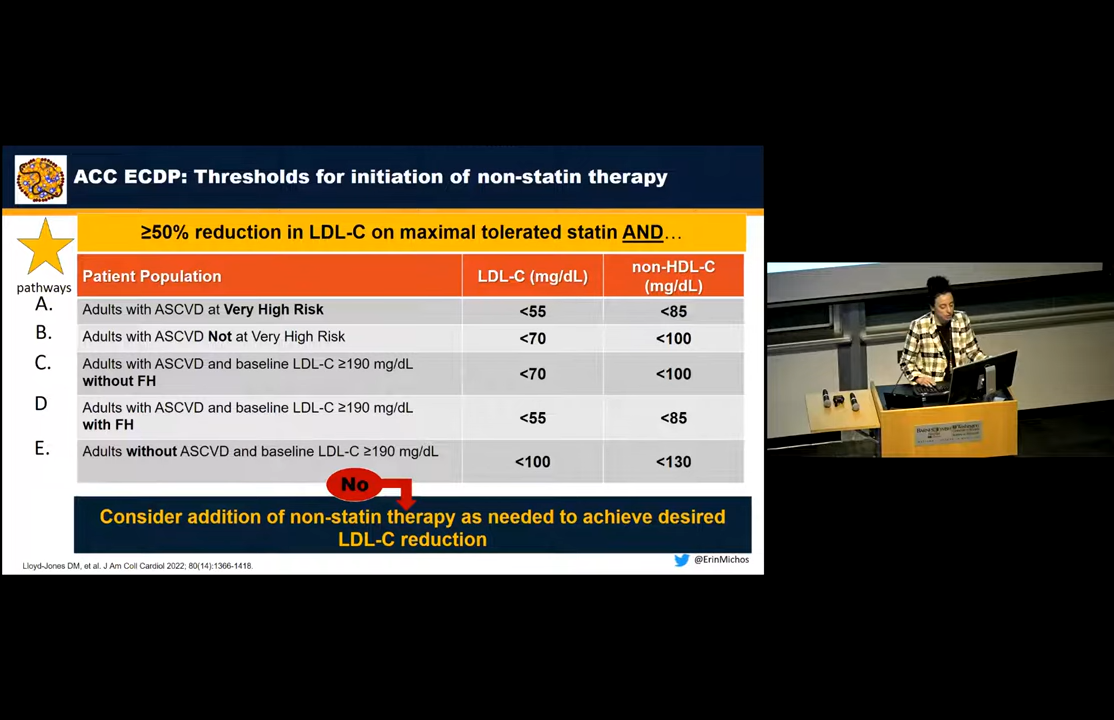 ACC ECDP: Thresholds for initiation of non-statin therapy
≥50% reduction in LDL-C on maximal tolerated statin AND…
pathways
Patient Population
LDL-C (mg/dL)
non-HDL-C
(mg/dL)
A.
Adults with ASCVD at Very High Risk
<55
<85
B.
Adults with ASCVD Not at Very High Risk
<70
<100
C.
Adults with ASCVD and baseline LDL-C ≥190 mg/dL
without FH
<70
<100
D
Adults with ASCVD and baseline LDL-C ≥190 mg/dL
with FH
<55
<85
E.
Adults without ASCVD and baseline LDL-C ≥190 mg/dL
<100
<130
No
Consider addition of non-statin therapy as needed to achieve desired
LDL-C reduction
@ErinMichos
Lloyd-Jones DM, et al. J Am Coll Cardiol 2022; 80(14):1366-1418.